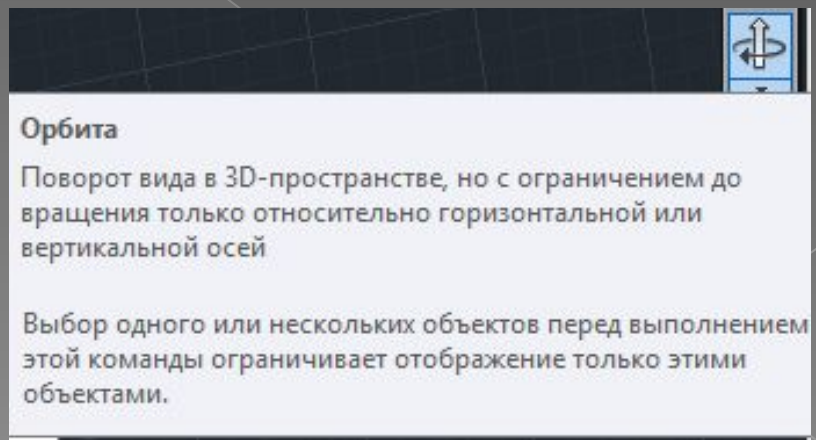 Орбита
Поворот вида в 3D-пространстве, но с ограничением до
вращения только относительно горизонтальной или
вертикальной осей
Выбор одного или нескольких объектов перед выполнением
этой команды ограничивает отображение только этими
объектами.